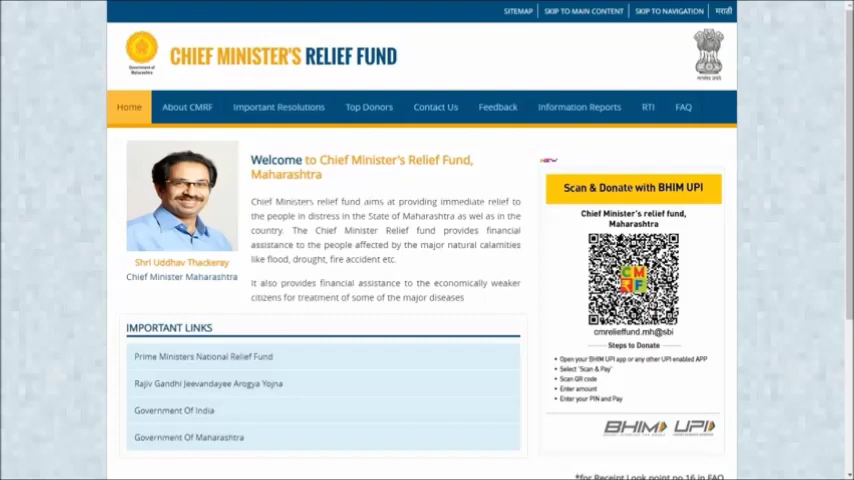 SITEMAP
SKIP TO MAIN CONTENT
SKIP TO NAVIGATION
मराठी
CHIEF MINISTER'S RELIEF FUND
Government of
Maharashtra
सत्यमेव जयते
Home
About CMRF
Important Resolutions
Top Donors
Contact Us
Feedback
Information Reports
RTI
FAQ
Shri Uddhav Thackeray
Chief Minister Maharashtra
Welcome to Chief Minister's Relief Fund,
Maharashtra
Chief Ministers relief fund aims at providing immediate relief to
the people in distress in the State of Maharashtra as wel as in the
country. The Chief Minister Relief fund provides financial
assistance to the people affected by the major natural calamities
like flood, drought, fire accident etc.
It also provides financial assistance to the economically weaker
citizens for treatment of some of the major diseases
IMPORTANT LINKS
Prime Ministers National Relief Fund
Rajiv Gandhi Jeevandayee Arogya Yojna
Government Of India
Government Of Maharashtra
NEW
Scan & Donate with BHIM UPI
Chief Minister's relief fund,
Maharashtra
CM
RF
cmrelieffund.mh@sbi
Steps to Donate
• Open your BHIM UPI app or any other UPI enabled APP
• Select "Scan & Pay"
• Scan QR code
• Enter amount
• Enter your PIN and Pay
BHIM UPI
*for Receipt Look point no 16 in FAQ